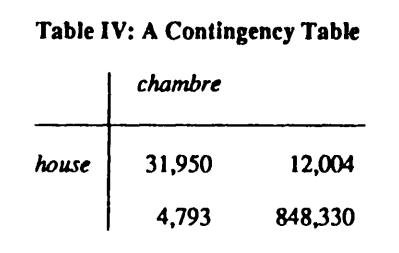 Table IV: A Contingency Table
chambre
house 31,950 12,004
4,793 848,330